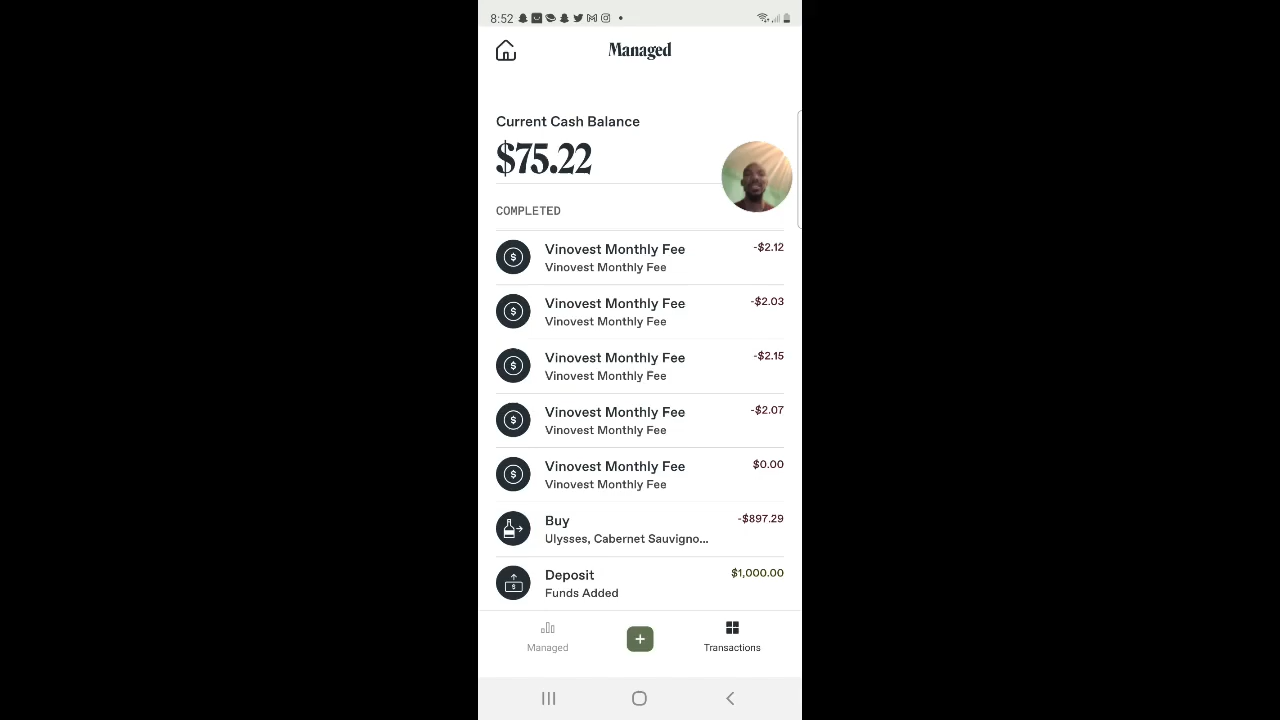 8:52
Managed
Current Cash Balance
$75.22
COMPLETED
Vinovest Monthly Fee -$2.12
Vinovest Monthly Fee
Vinovest Monthly Fee -$2.03
Vinovest Monthly Fee
Vinovest Monthly Fee -$2.15
Vinovest Monthly Fee
Vinovest Monthly Fee -$2.07
Vinovest Monthly Fee
Vinovest Monthly Fee $0.00
Vinovest Monthly Fee
Buy -$897.29
Ulysses, Cabernet Sauvigno...
Deposit $1,000.00
Funds Added
Managed Transactions